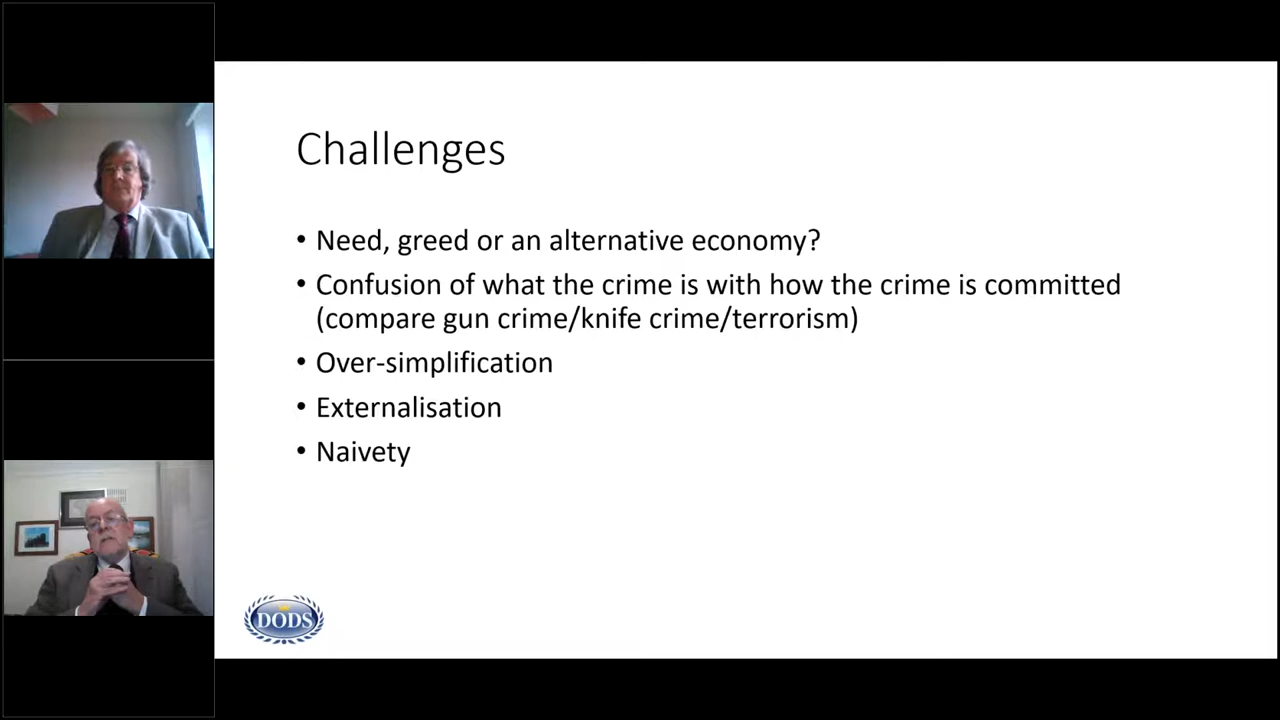 Challenges
• Need, greed or an alternative economy?
• Confusion of what the crime is with how the crime is committed
(compare gun crime/knife crime/terrorism)
• Over-simplification
• Externalisation
• Naivety
DODS